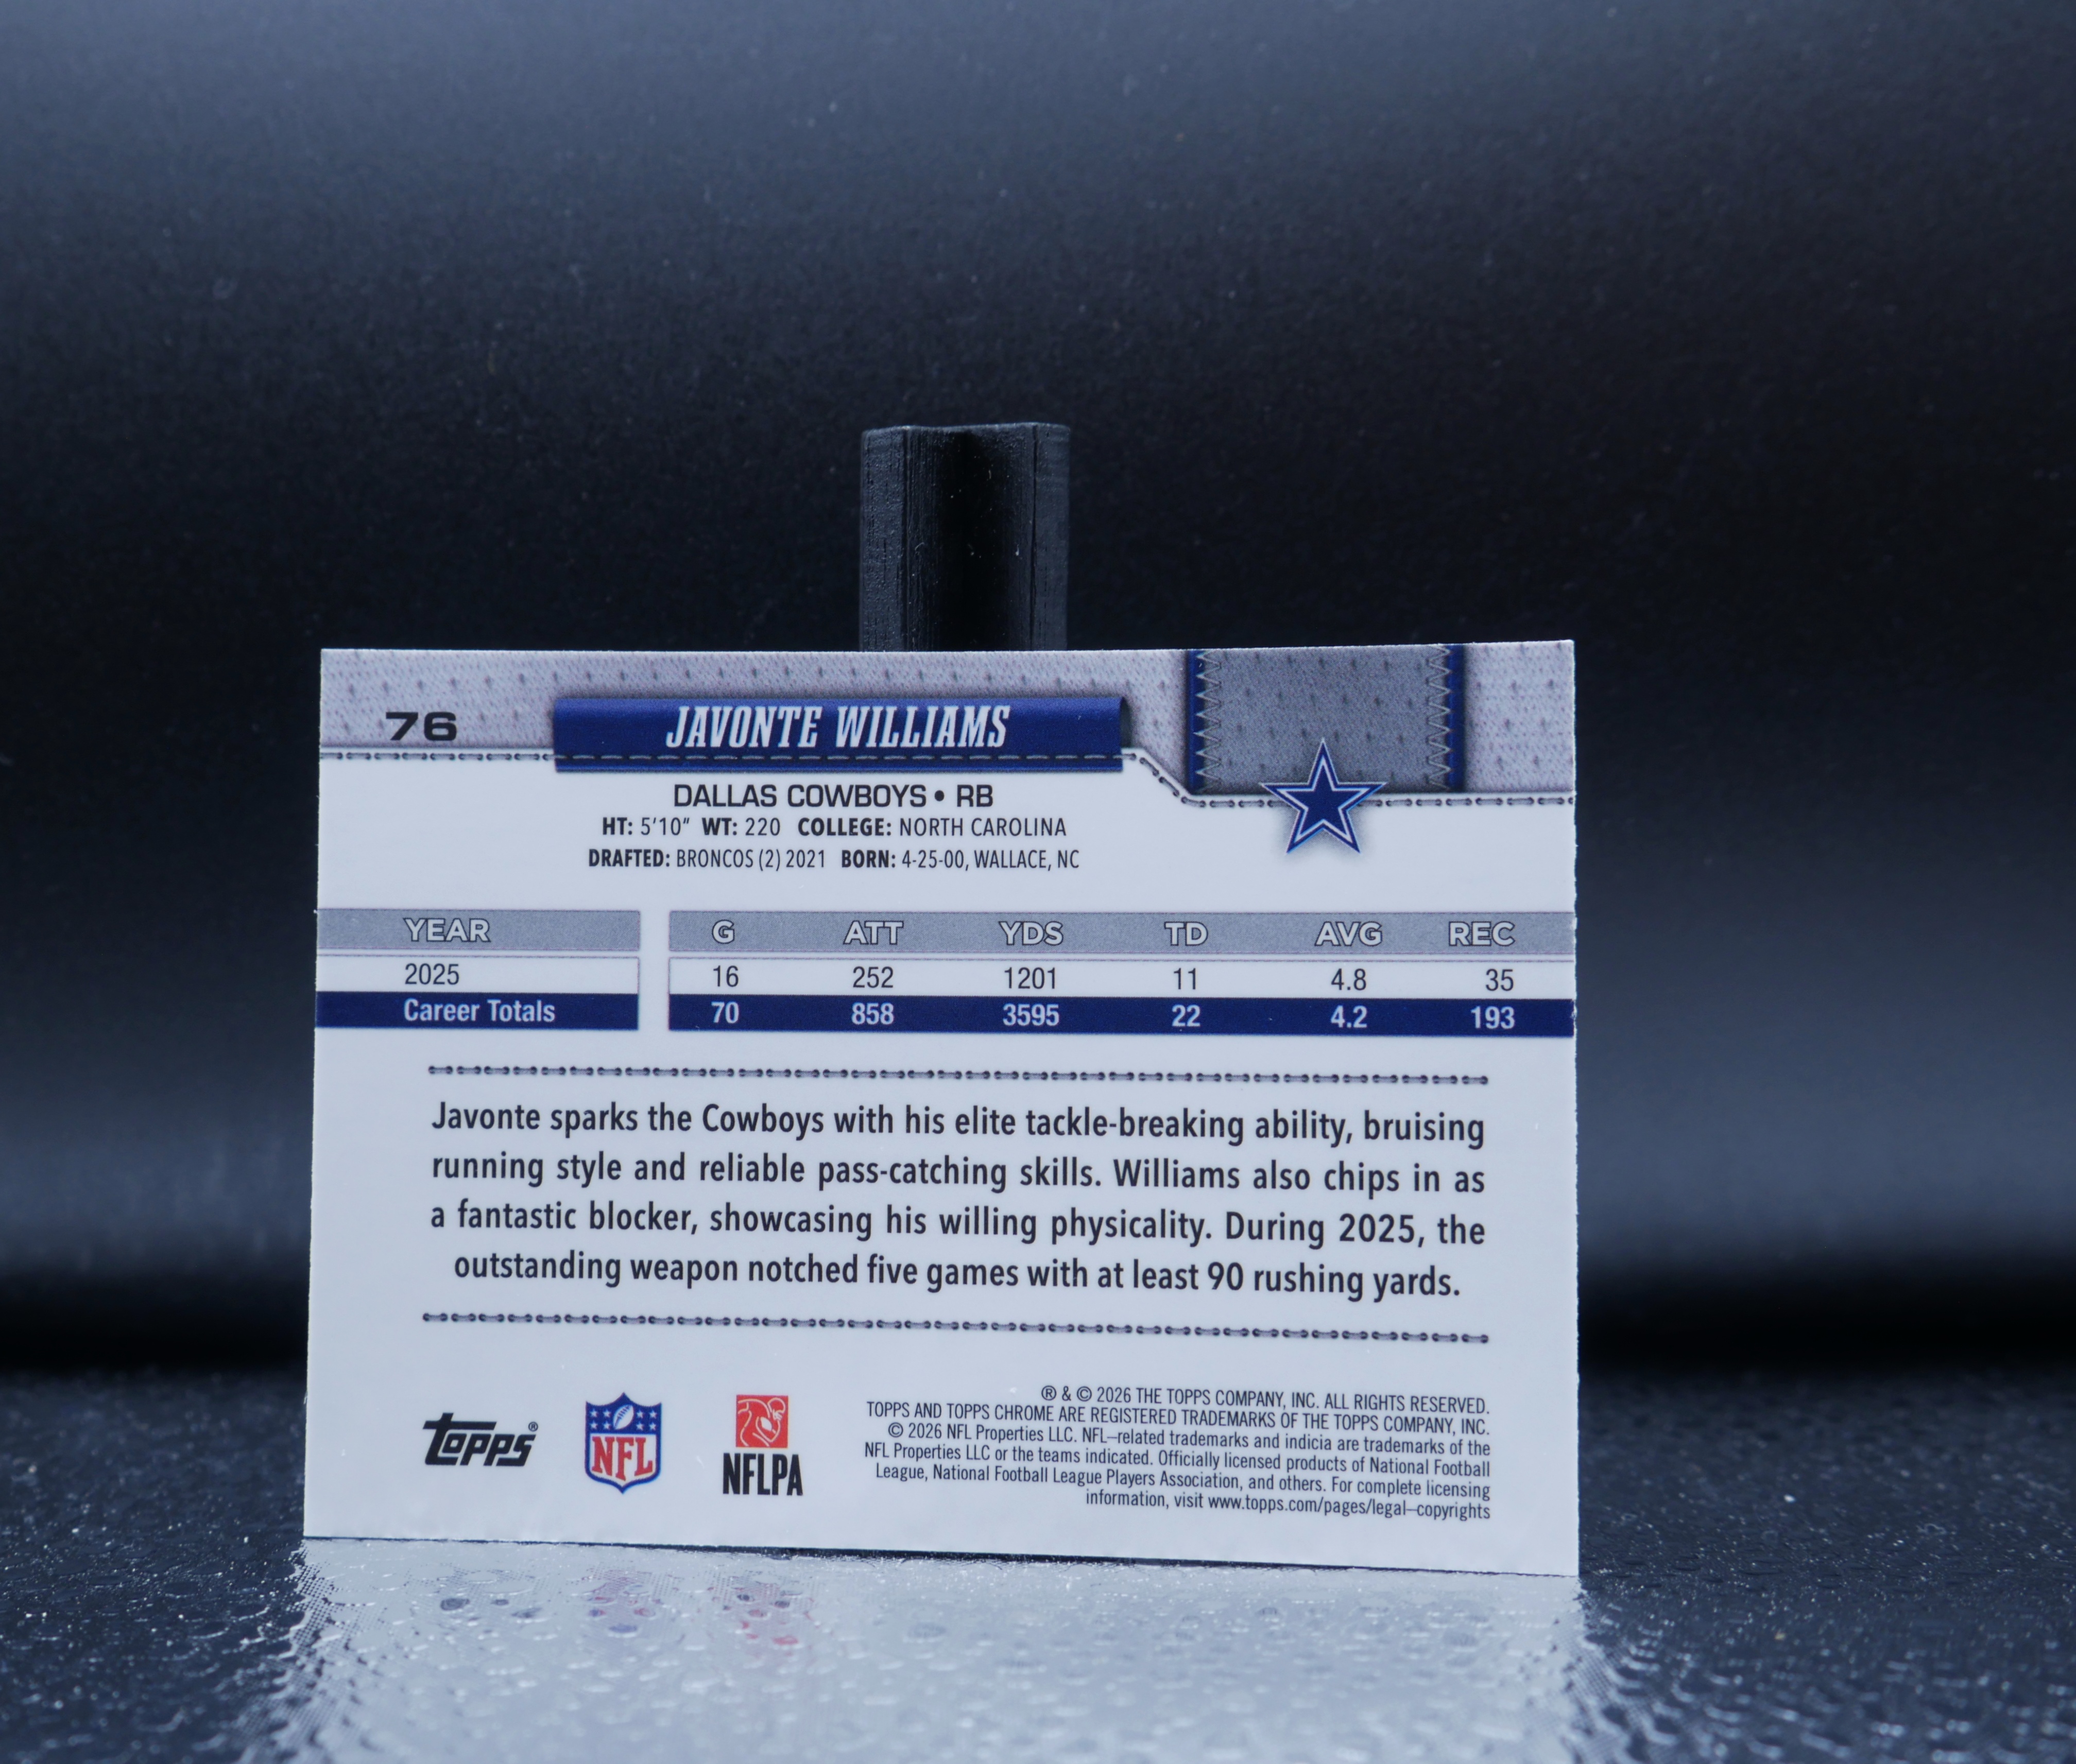 76
JAVONTE WILLIAMS
DALLAS COWBOYS • RB
HT: 5'10" WT: 220 COLLEGE: NORTH CAROLINA
DRAFTED: BRONCOS (2) 2021 BORN: 4-25-00, WALLACE, NC
YEAR G ATT YDS TD AVG REC
2025 16 252 1201 11 4.8 35
Career Totals 70 858 3595 22 4.2 193
Javonte sparks the Cowboys with his elite tackle-breaking ability, bruising
running style and reliable pass-catching skills. Williams also chips in as
a fantastic blocker, showcasing his willing physicality. During 2025, the
outstanding weapon notched five games with at least 90 rushing yards.
Topps®
NFL
NFLPA
® & © 2026 THE TOPPS COMPANY, INC. ALL RIGHTS RESERVED.
TOPPS AND TOPPS CHROME ARE REGISTERED TRADEMARKS OF THE TOPPS COMPANY, INC.
© 2026 NFL Properties LLC. NFL–related trademarks and indicia are trademarks of the
NFL Properties LLC or the teams indicated. Officially licensed products of National Football
League, National Football League Players Association, and others. For complete licensing
information, visit www.topps.com/pages/legal–copyrights